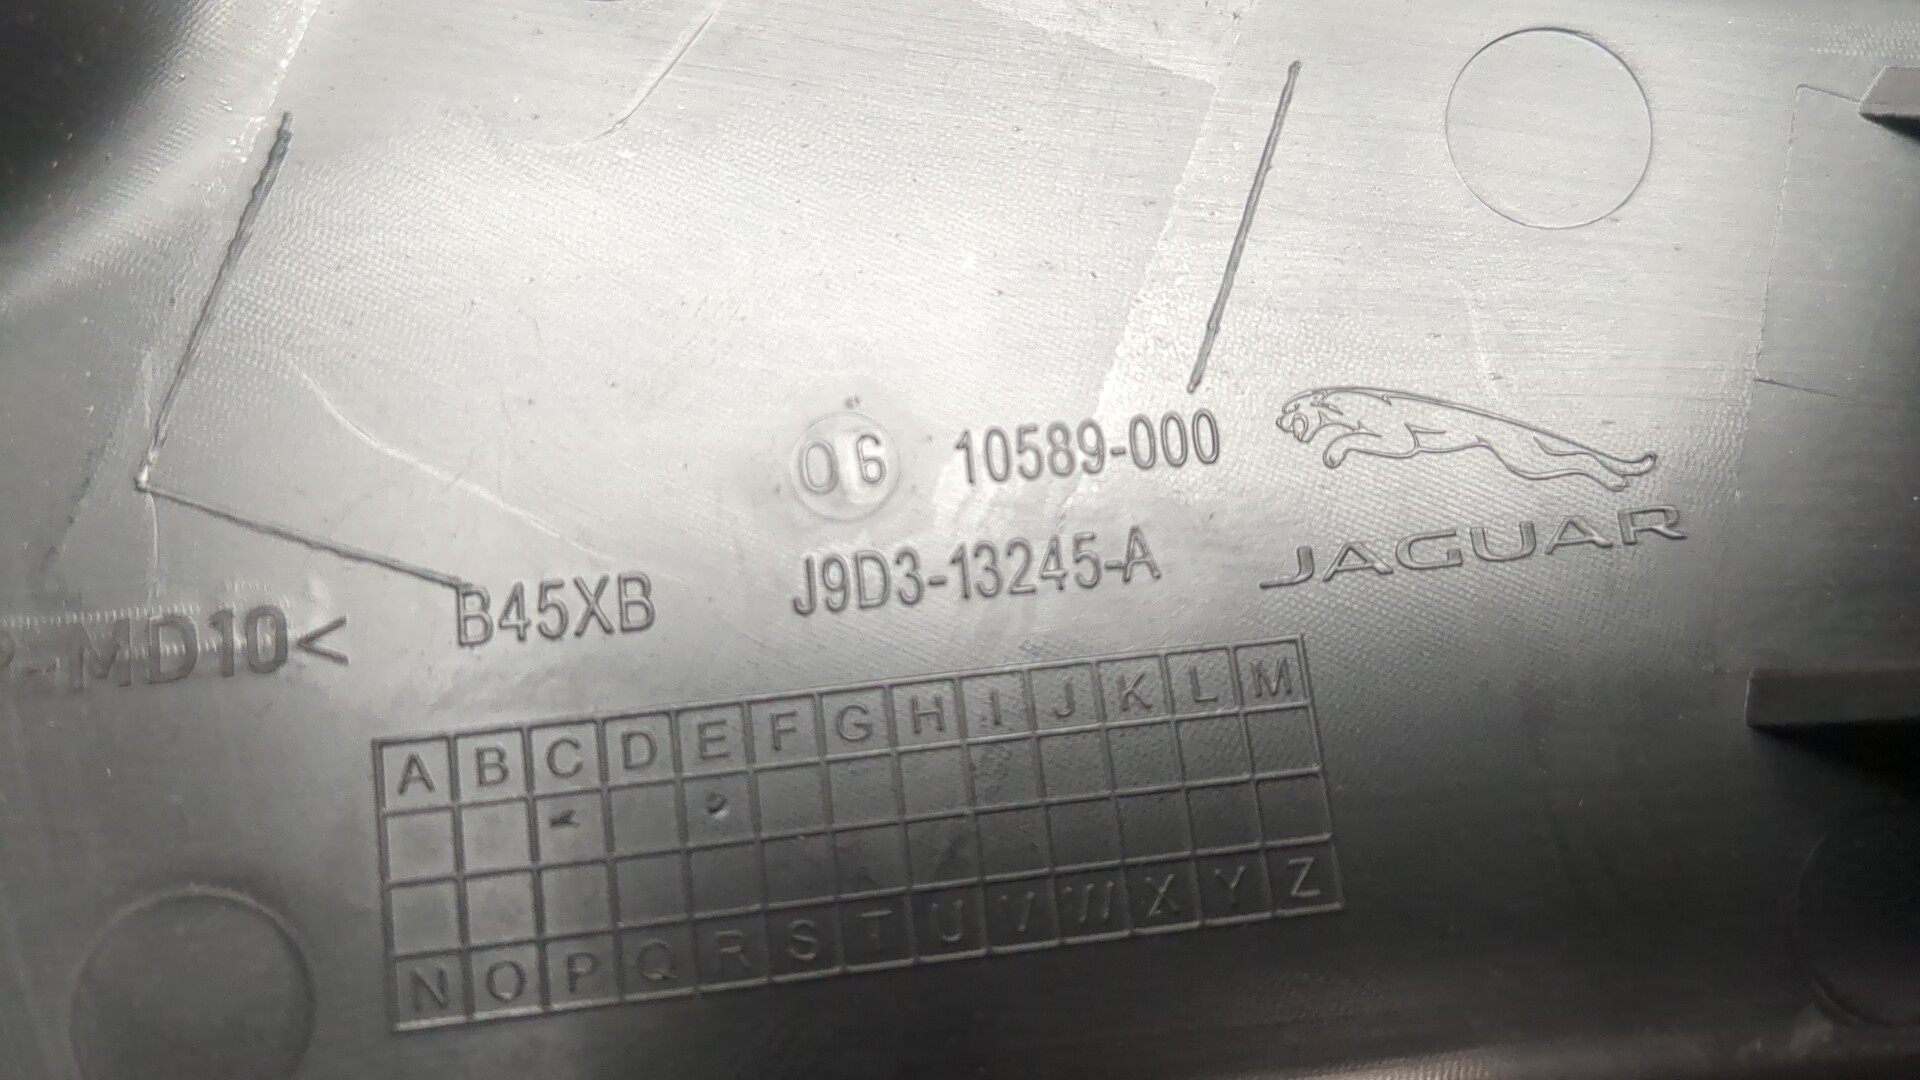 06 10589-000
JAGUAR
J9D3-13245-A
B45XB
-MD10<
A B C D E F G H I J K L M
N O P Q R S T U V W X Y Z